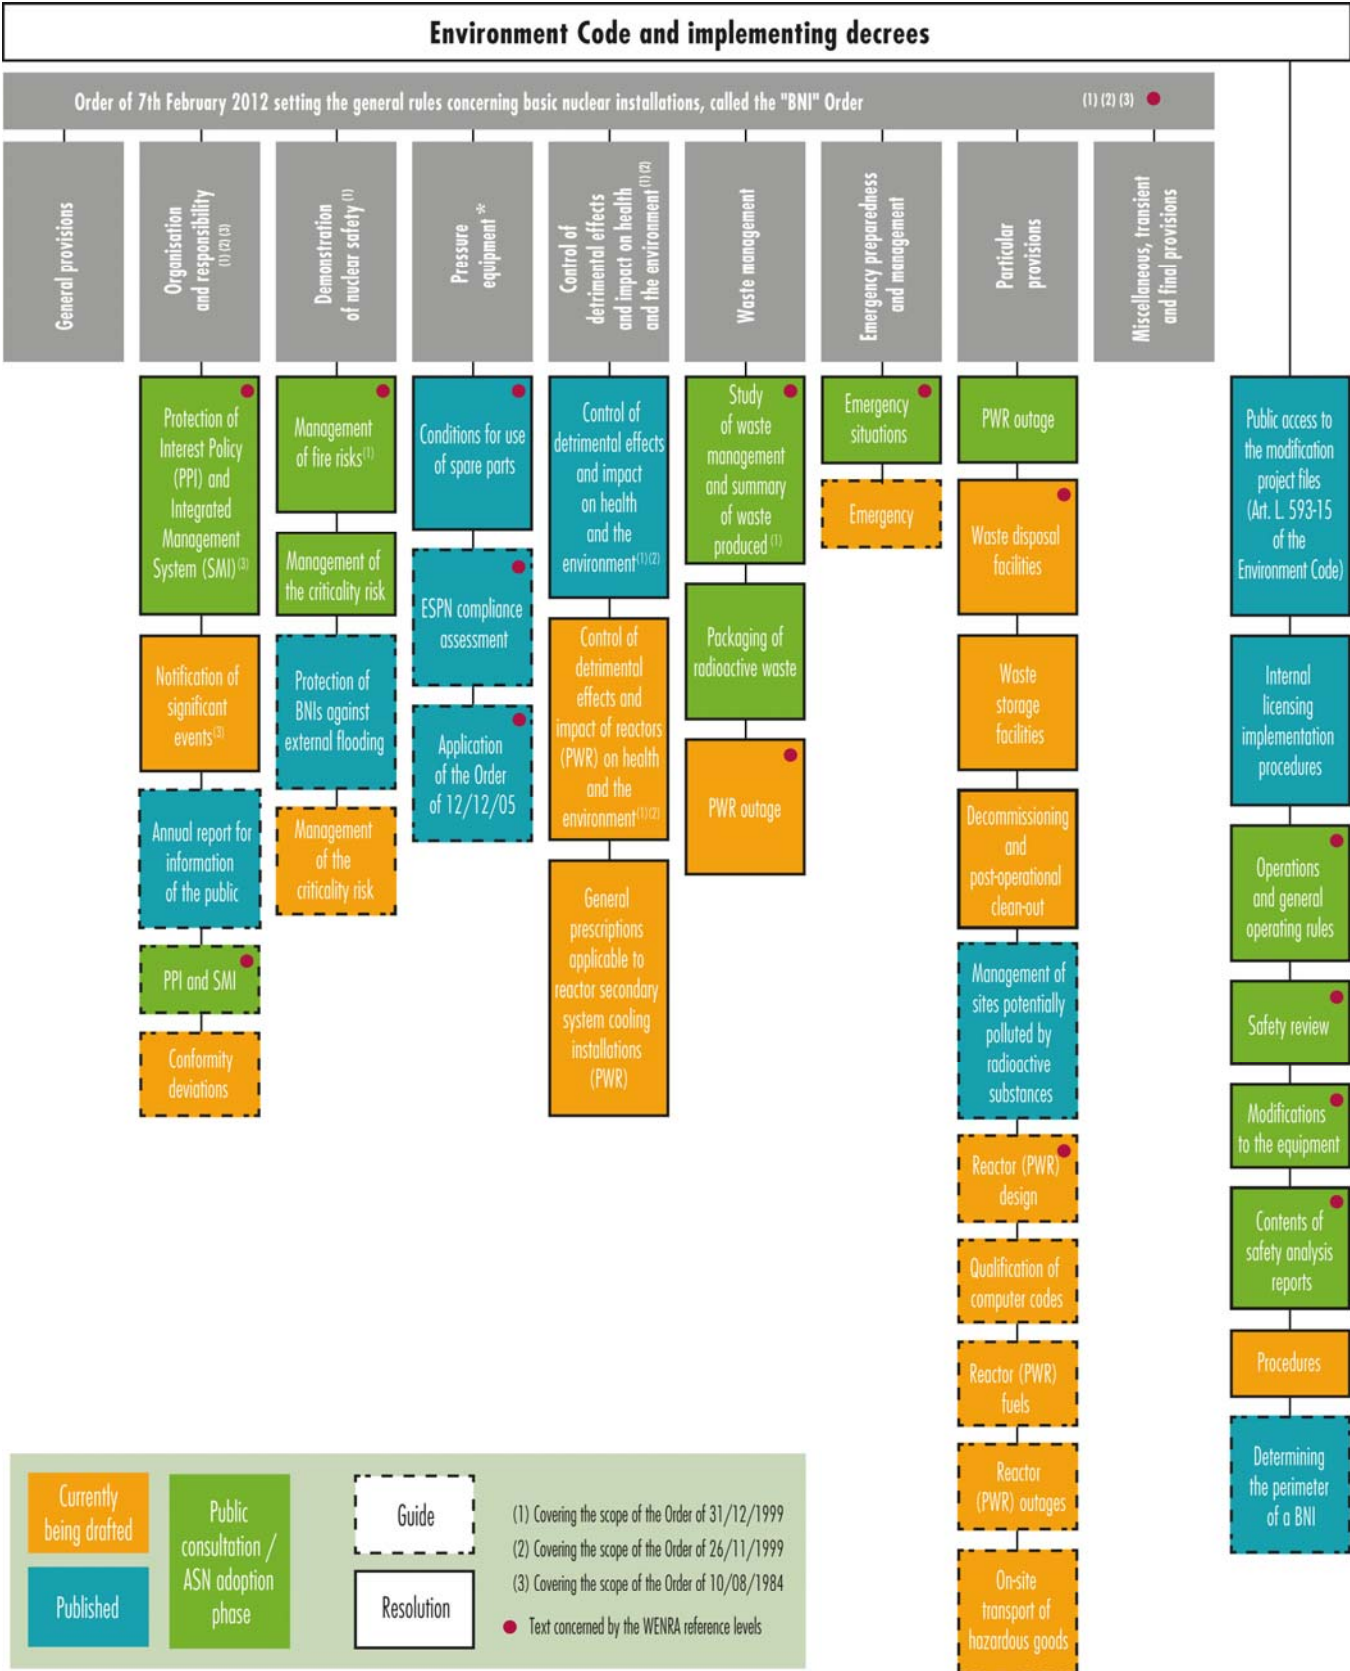 Environment Code and implementing decrees
Order of 7th February 2012 setting the general rules concerning basic nuclear installations, called the "BNI" Order
(1) (2) (3)
General provisions
Organisation
and responsibility
(1) (2) (3)
Demonstration
of nuclear safety (1)
Pressure
equipment *
Control of
detrimental effects
and impact on health
and the environment (1) (2)
Waste management
Emergency preparedness
and management
Particular
provisions
Miscellaneous, transient
and final provisions
Protection of
Interest Policy
(PPI) and
Integrated
Management
System (SMI) (3)
Notification of
significant
events (3)
Annual report for
information
of the public
PPI and SMI
Conformity
deviations
Management
of fire risks (1)
Management of
the criticality risk
Protection of
BNIs against
external flooding
Management
of the
criticality risk
Conditions for use
of spare parts
ESPN compliance
assessment
Application
of the Order
of 12/12/05
Control of
detrimental effects
and impact
on health
and the
environment (1) (2)
Control of
detrimental
effects and
impact of reactors
(PWR) on health
and the
environment (1) (2)
General
prescriptions
applicable to
reactor secondary
system cooling
installations
(PWR)
Study
of waste
management
and summary
of waste
produced (1)
Packaging of
radioactive waste
PWR outage
Emergency
situations
Emergency
PWR outage
Waste disposal
facilities
Waste
storage
facilities
Decommissioning
and
post-operational
clean-out
Management of
sites potentially
polluted by
radioactive
substances
Reactor (PWR)
design
Qualification of
computer codes
Reactor (PWR)
fuels
Reactor
(PWR) outages
On-site
transport of
hazardous goods
Public access to
the modification
project files
(Art. L. 593-15
of the
Environment Code)
Internal
licensing
implementation
procedures
Operations
and general
operating rules
Safety review
Modifications
to the equipment
Contents of
safety analysis
reports
Procedures
Determining
the perimeter
of a BNI
Currently
being drafted
Published
Public
consultation /
ASN adoption
phase
Guide
Resolution
(1) Covering the scope of the Order of 31/12/1999
(2) Covering the scope of the Order of 26/11/1999
(3) Covering the scope of the Order of 10/08/1984
Text concerned by the WENRA reference levels